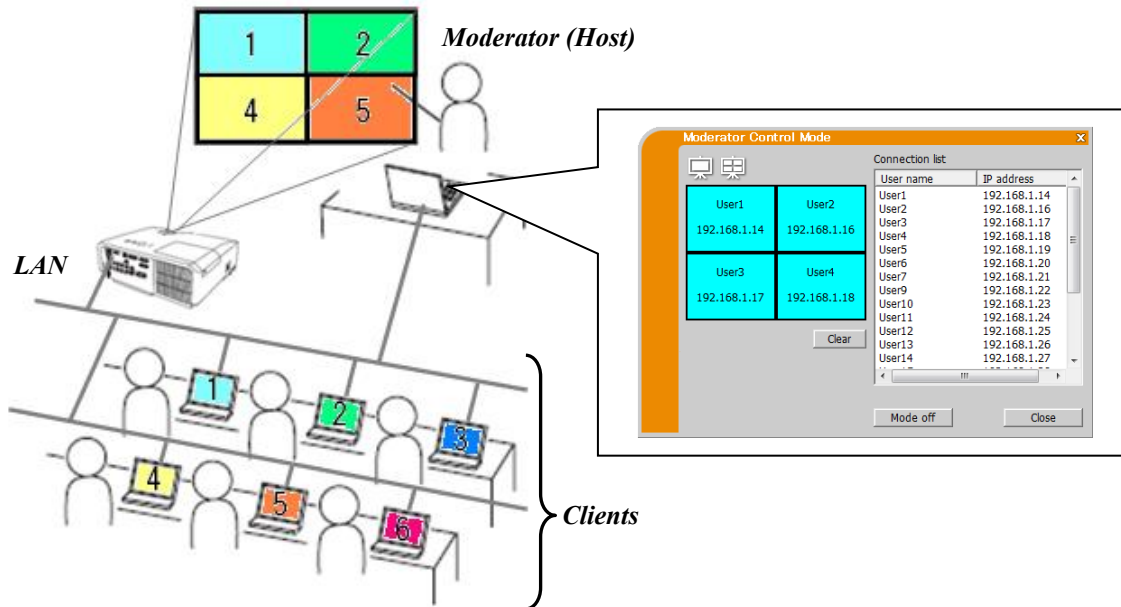 1 2
4 5
Moderator (Host)
LAN
1
2
3
4
5
6
Clients
Moderator Control Mode x
Connection list
User name IP address
User1 192.168.1.14
User2 192.168.1.16
User3 192.168.1.17
User4 192.168.1.18
User5 192.168.1.19
User6 192.168.1.20
User7 192.168.1.21
User9 192.168.1.22
User10 192.168.1.23
User11 192.168.1.24
User12 192.168.1.25
User13 192.168.1.26
User14 192.168.1.27
User1 User2
192.168.1.14 192.168.1.16
User3 User4
192.168.1.17 192.168.1.18
Clear
Mode off Close